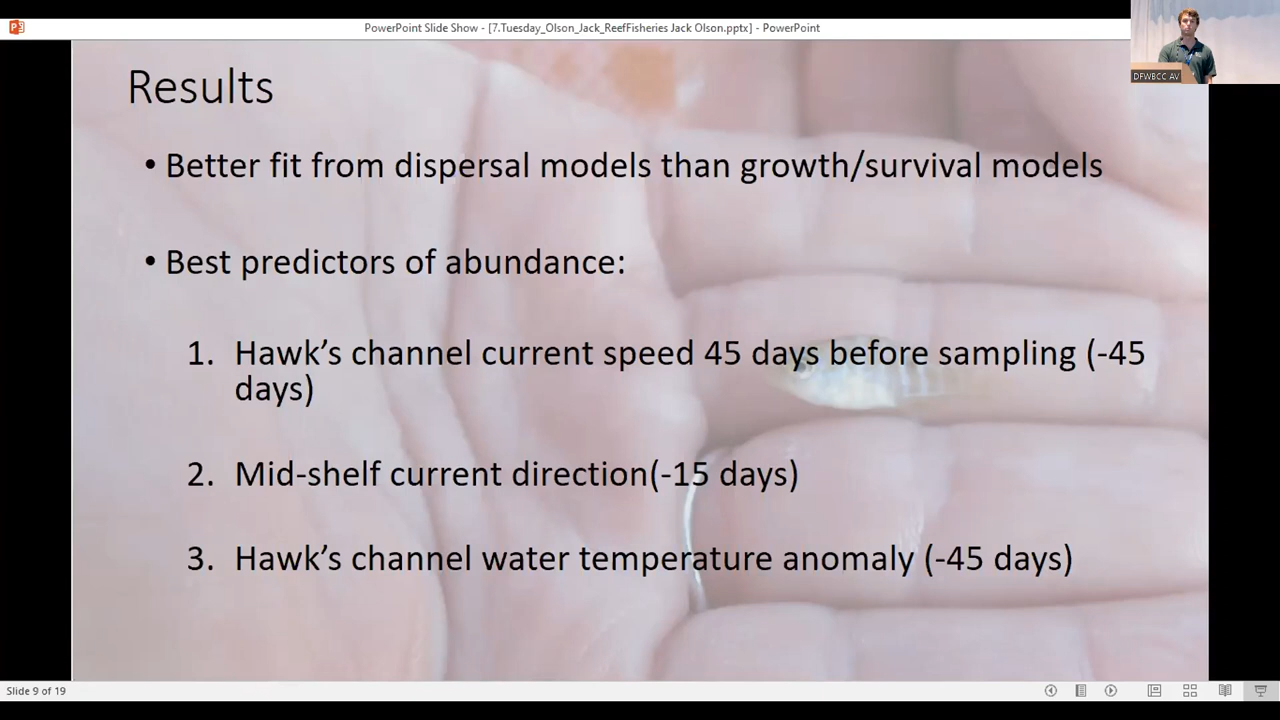 PowerPoint Slide Show - [7.Tuesday_Olson_Jack_ReefFisheries Jack Olson.pptx] - PowerPoint
DFWBCC AV
Results
• Better fit from dispersal models than growth/survival models
• Best predictors of abundance:
1. Hawk's channel current speed 45 days before sampling (-45
days)
2. Mid-shelf current direction(-15 days)
3. Hawk's channel water temperature anomaly (-45 days)
Slide 9 of 19